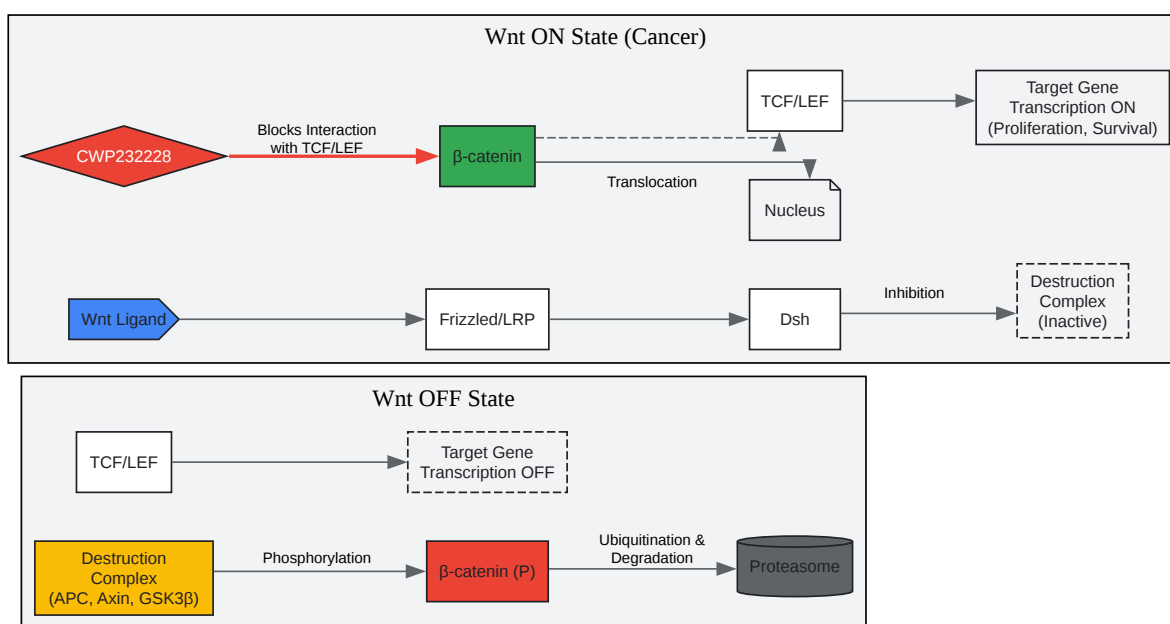 Wnt ON State (Cancer)
TCF/LEF
Target Gene
Transcription ON
(Proliferation, Survival)
CWP232228
Blocks Interaction
with TCF/LEF
β-catenin
Translocation
Nucleus
Wnt Ligand
Frizzled/LRP
Dsh
Inhibition
Destruction
Complex
(Inactive)
Wnt OFF State
TCF/LEF
Target Gene
Transcription OFF
Destruction
Complex
(APC, Axin, GSK3β)
Phosphorylation
β-catenin (P)
Ubiquitination &
Degradation
Proteasome